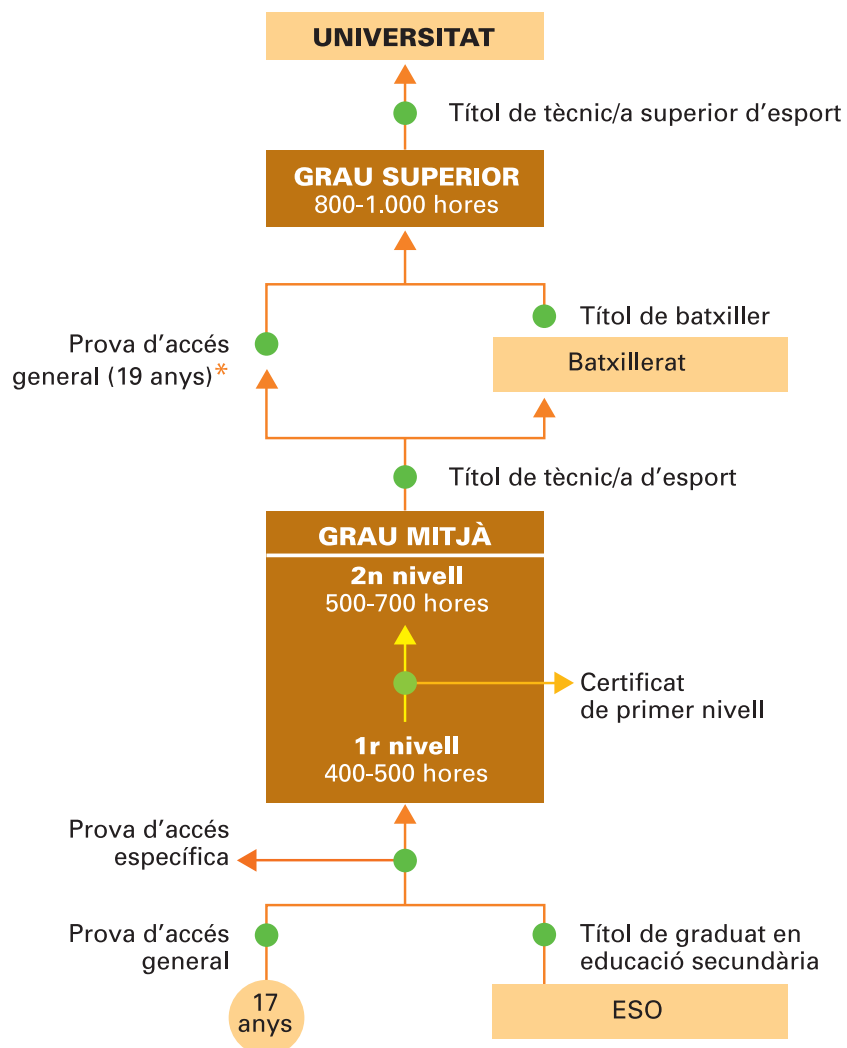 UNIVERSITAT
Títol de tècnic/a superior d’esport
GRAU SUPERIOR
800-1.000 hores
Títol de batxiller
Prova d’accés
general (19 anys)*
Batxillerat
Títol de tècnic/a d’esport
GRAU MITJÀ
2n nivell
500-700 hores
Certificat
de primer nivell
1r nivell
400-500 hores
Prova d’accés
específica
Prova d’accés
general
Títol de graduat en
educació secundària
17
anys
ESO